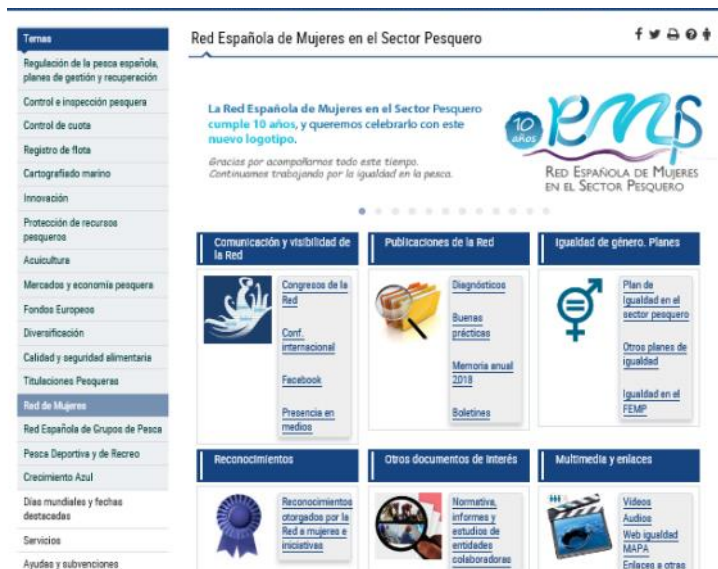 Temas
Regulación de la pesca española,
planes de gestión y recuperación
Control e inspección pesquera
Control de cuota
Registro de flota
Cartografiado marino
Innovación
Protección de recursos
pesqueros
Acuicultura
Mercados y economía pesquera
Fondos Europeos
Diversificación
Calidad y seguridad alimentaria
Titulaciones Pesqueras
Red de Mujeres
Red Española de Grupos de Pesca
Pesca Deportiva y de Recreo
Crecimiento Azul
Días mundiales y fechas
destacadas
Servicios
Ayudas y subvenciones
Red Española de Mujeres en el Sector Pesquero
La Red Española de Mujeres en el Sector Pesquero
cumple 10 años, y queremos celebrarlo con este
nuevo logotipo.
Gracias por acompañarnos todo este tiempo.
Continuamos trabajando por la igualdad en la pesca.
10
años
rems
Red Española de Mujeres
en el Sector Pesquero
Comunicación y visibilidad de
la Red
Congresos de la
Red
Conf.
internacional
Facebook
Presencia en
medios
Publicaciones de la Red
Diagnósticos
Buenas
prácticas
Memoria anual
2018
Boletines
Igualdad de género. Planes
Plan de
Igualdad en el
sector pesquero
Otros planes de
igualdad
Igualdad en el
FEMP
Reconocimientos
Reconocimientos
otorgados por la
Red a mujeres e
iniciativas
Otros documentos de interés
Normativa,
informes y
estudios de
entidades
colaboradoras
Multimedia y enlaces
Vídeos
Audios
Web igualdad
MAPA
Enlaces a otras